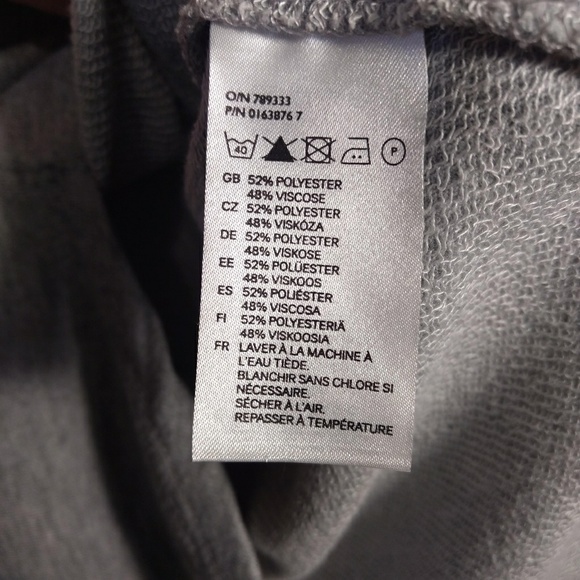 O/N 789333
P/N 0163876 7
40 P
GB 52% POLYESTER
48% VISCOSE
CZ 52% POLYESTER
48% VISKÓZA
DE 52% POLYESTER
48% VISKOSE
EE 52% POLÜESTER
48% VISKOOS
ES 52% POLIÉSTER
48% VISCOSA
FI 52% POLYESTERIÄ
48% VISKOOSIA
FR LAVER À LA MACHINE À
L'EAU TIÈDE.
BLANCHIR SANS CHLORE SI
NÉCESSAIRE.
SÉCHER À L'AIR.
REPASSER À TEMPÉRATURE